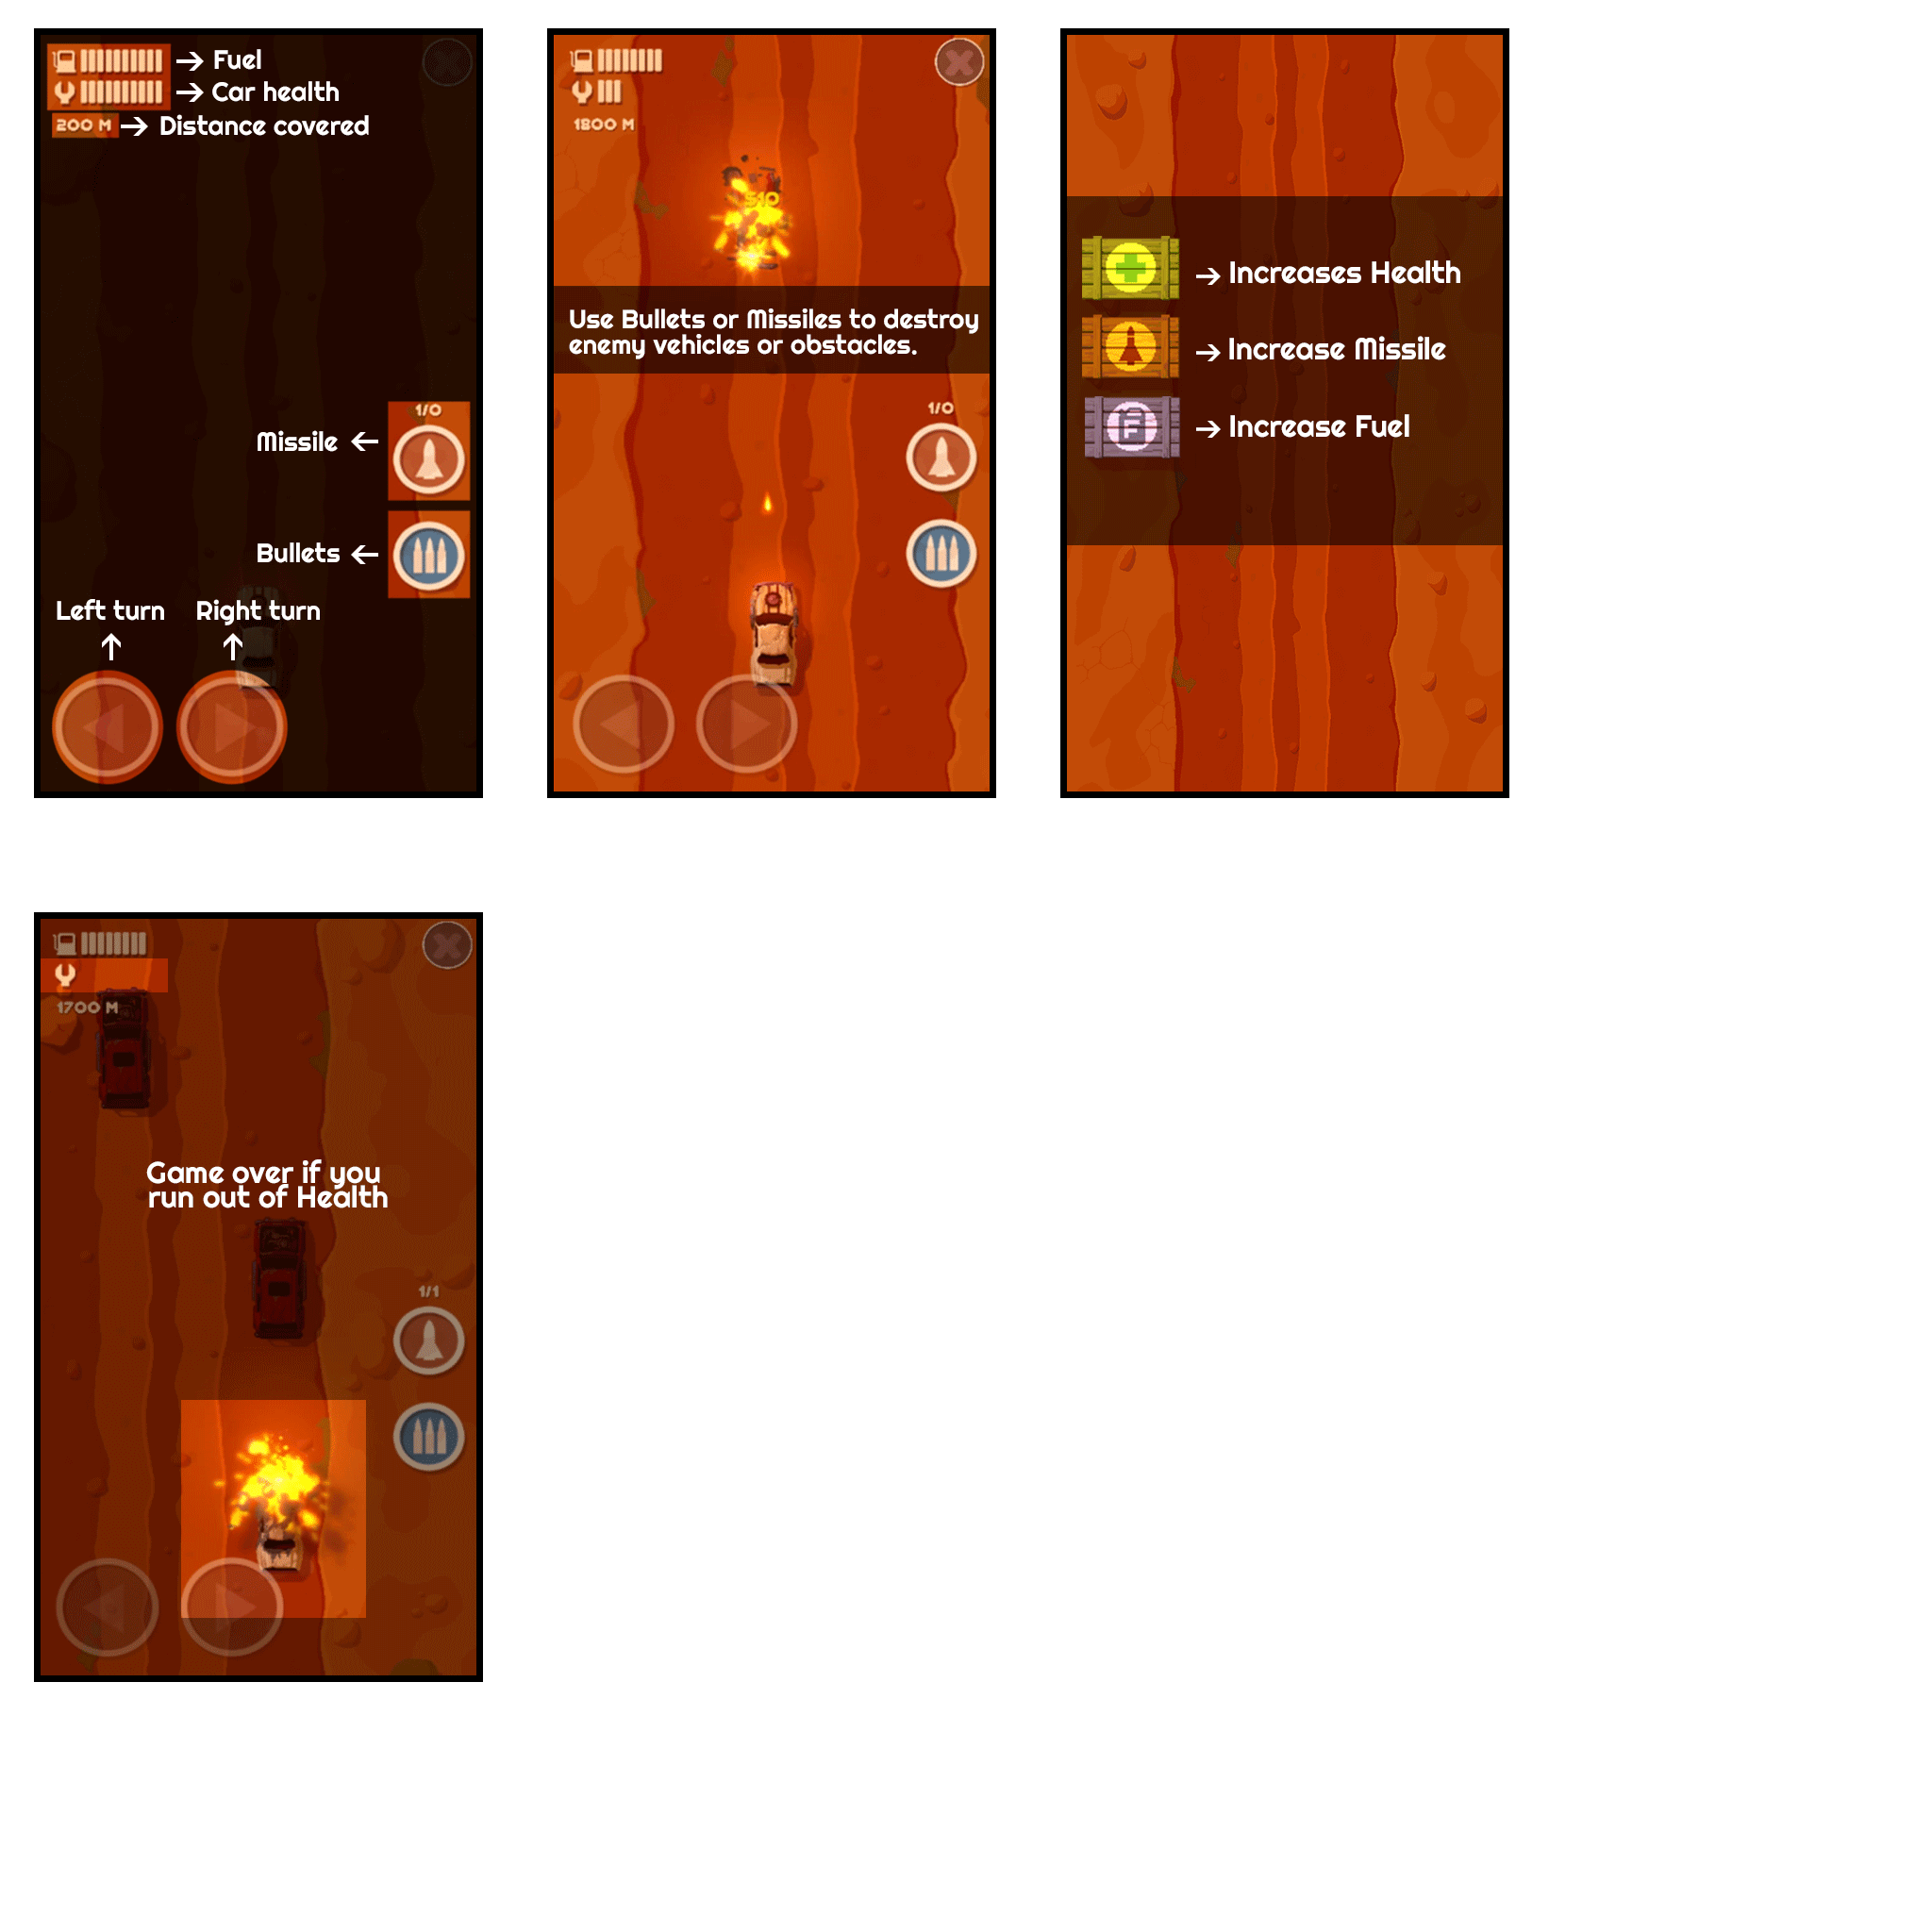 → Fuel
→ Car health
200 M → Distance covered
1/0
Missile ←
Bullets ←
Left turn Right turn
1800 M
510
Use Bullets or Missiles to destroy
enemy vehicles or obstacles.
1/0
→ Increases Health
→ Increase Missile
F → Increase Fuel
1700 M
Game over if you
run out of Health
1/1